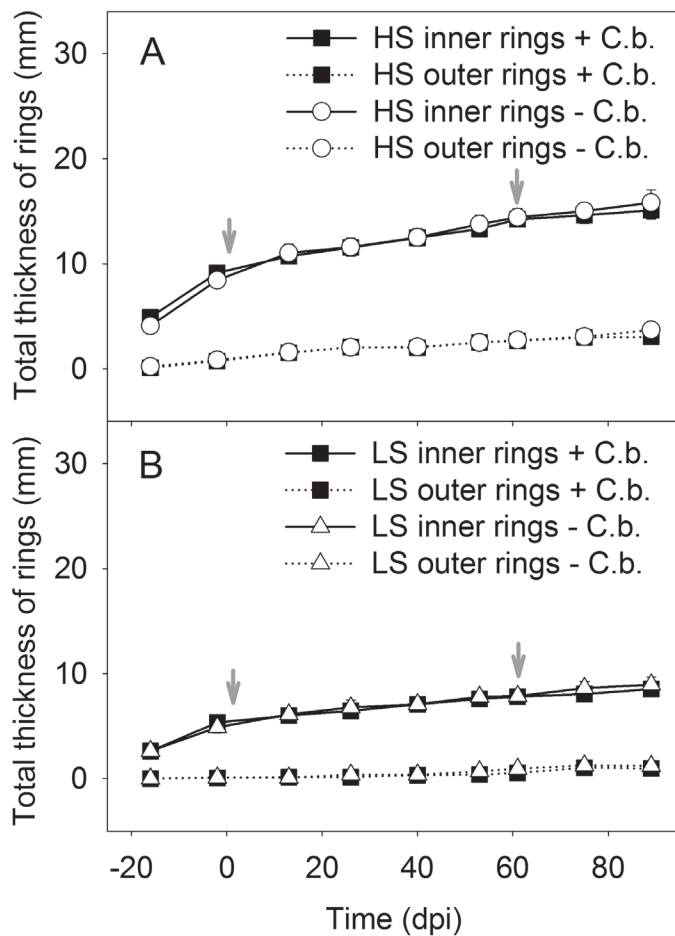 A
HS inner rings + C.b.
HS outer rings + C.b.
HS inner rings - C.b.
HS outer rings - C.b.
Total thickness of rings (mm)
30
20
10
0
B
LS inner rings + C.b.
LS outer rings + C.b.
LS inner rings - C.b.
LS outer rings - C.b.
Total thickness of rings (mm)
30
20
10
0
-20 0 20 40 60 80
Time (dpi)